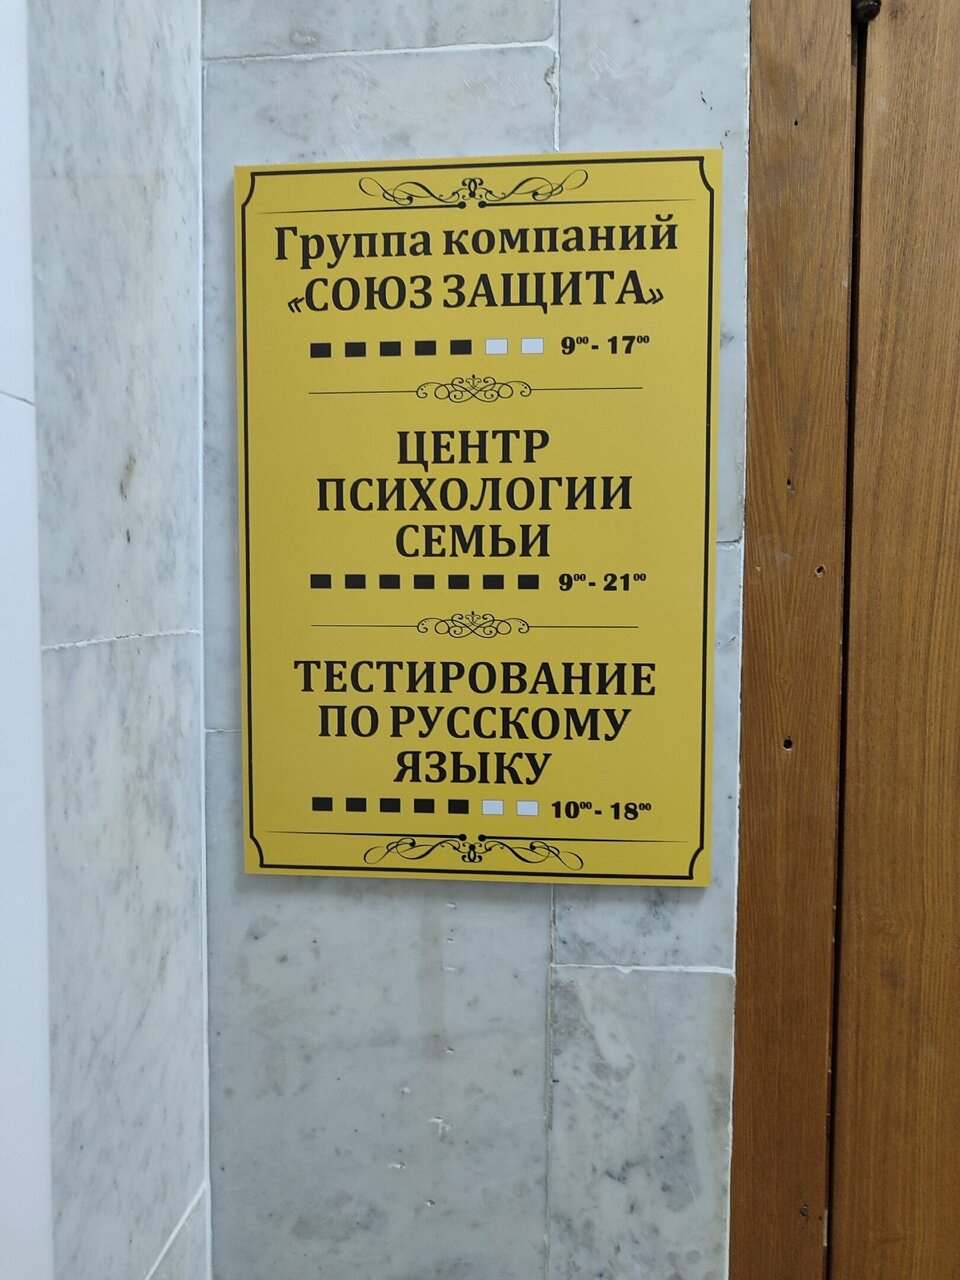 Группа компаний
«СОЮЗ ЗАЩИТА»
9⁰⁰- 17⁰⁰
ЦЕНТР
ПСИХОЛОГИИ
СЕМЬИ
9⁰⁰- 21⁰⁰
ТЕСТИРОВАНИЕ
ПО РУССКОМУ
ЯЗЫКУ
10⁰⁰- 18⁰⁰